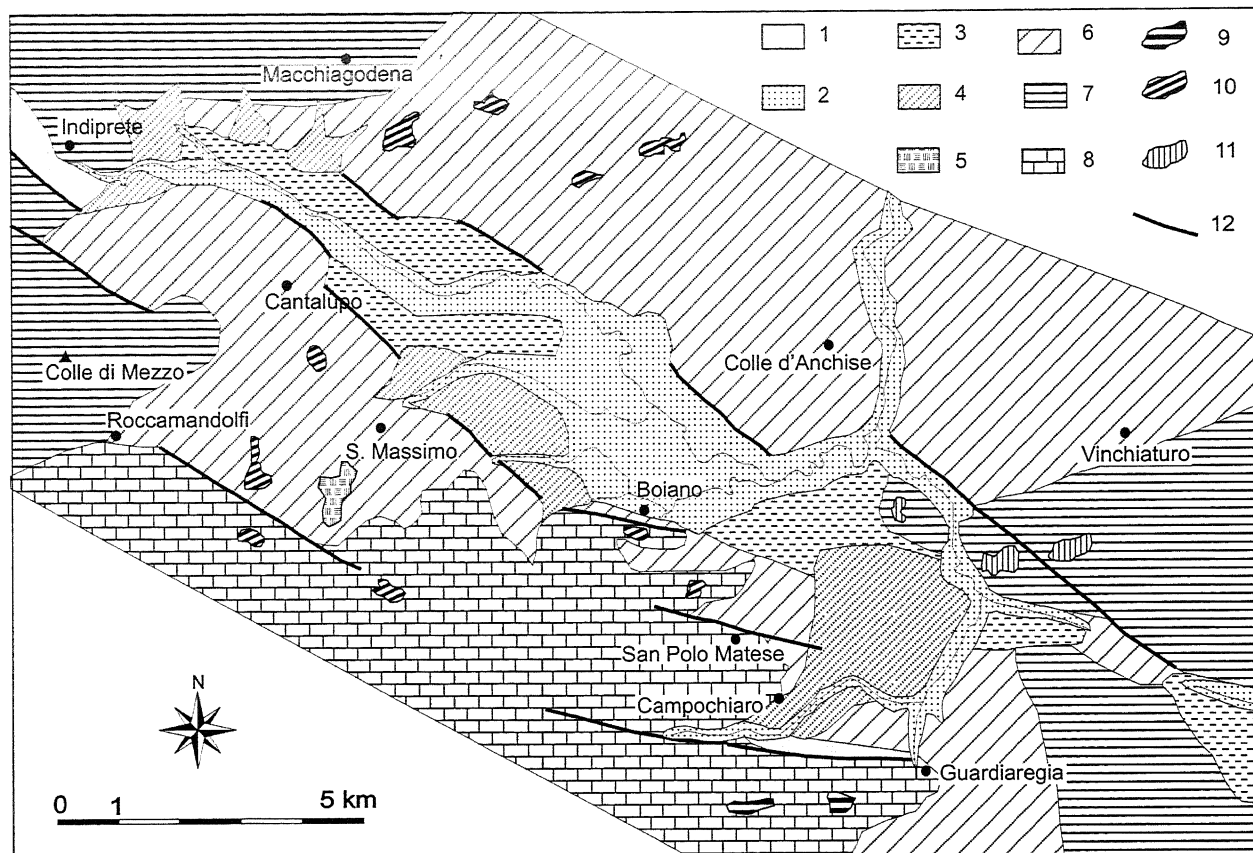 1
3
6
9
Macchiagodena
2
4
7
10
Indiprete
5
8
11
12
Cantalupo
Colle d'Anchise
Colle di Mezzo
Roccamandolfi
S. Massimo
Vinchiaturo
Boiano
San Polo Matese
N
Campochiaro
Guardiaregia
0 1 5 km